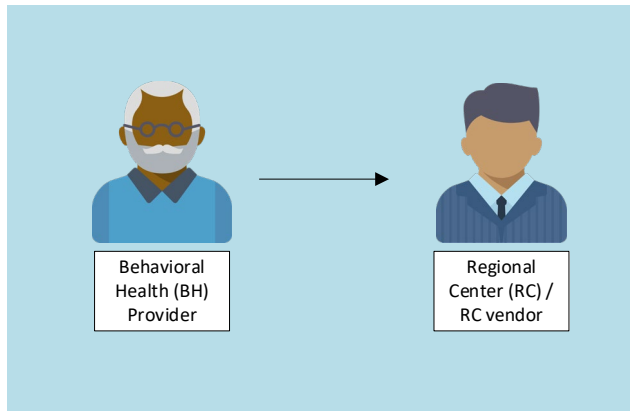 Behavioral
Health (BH)
Provider
Regional
Center (RC) /
RC vendor